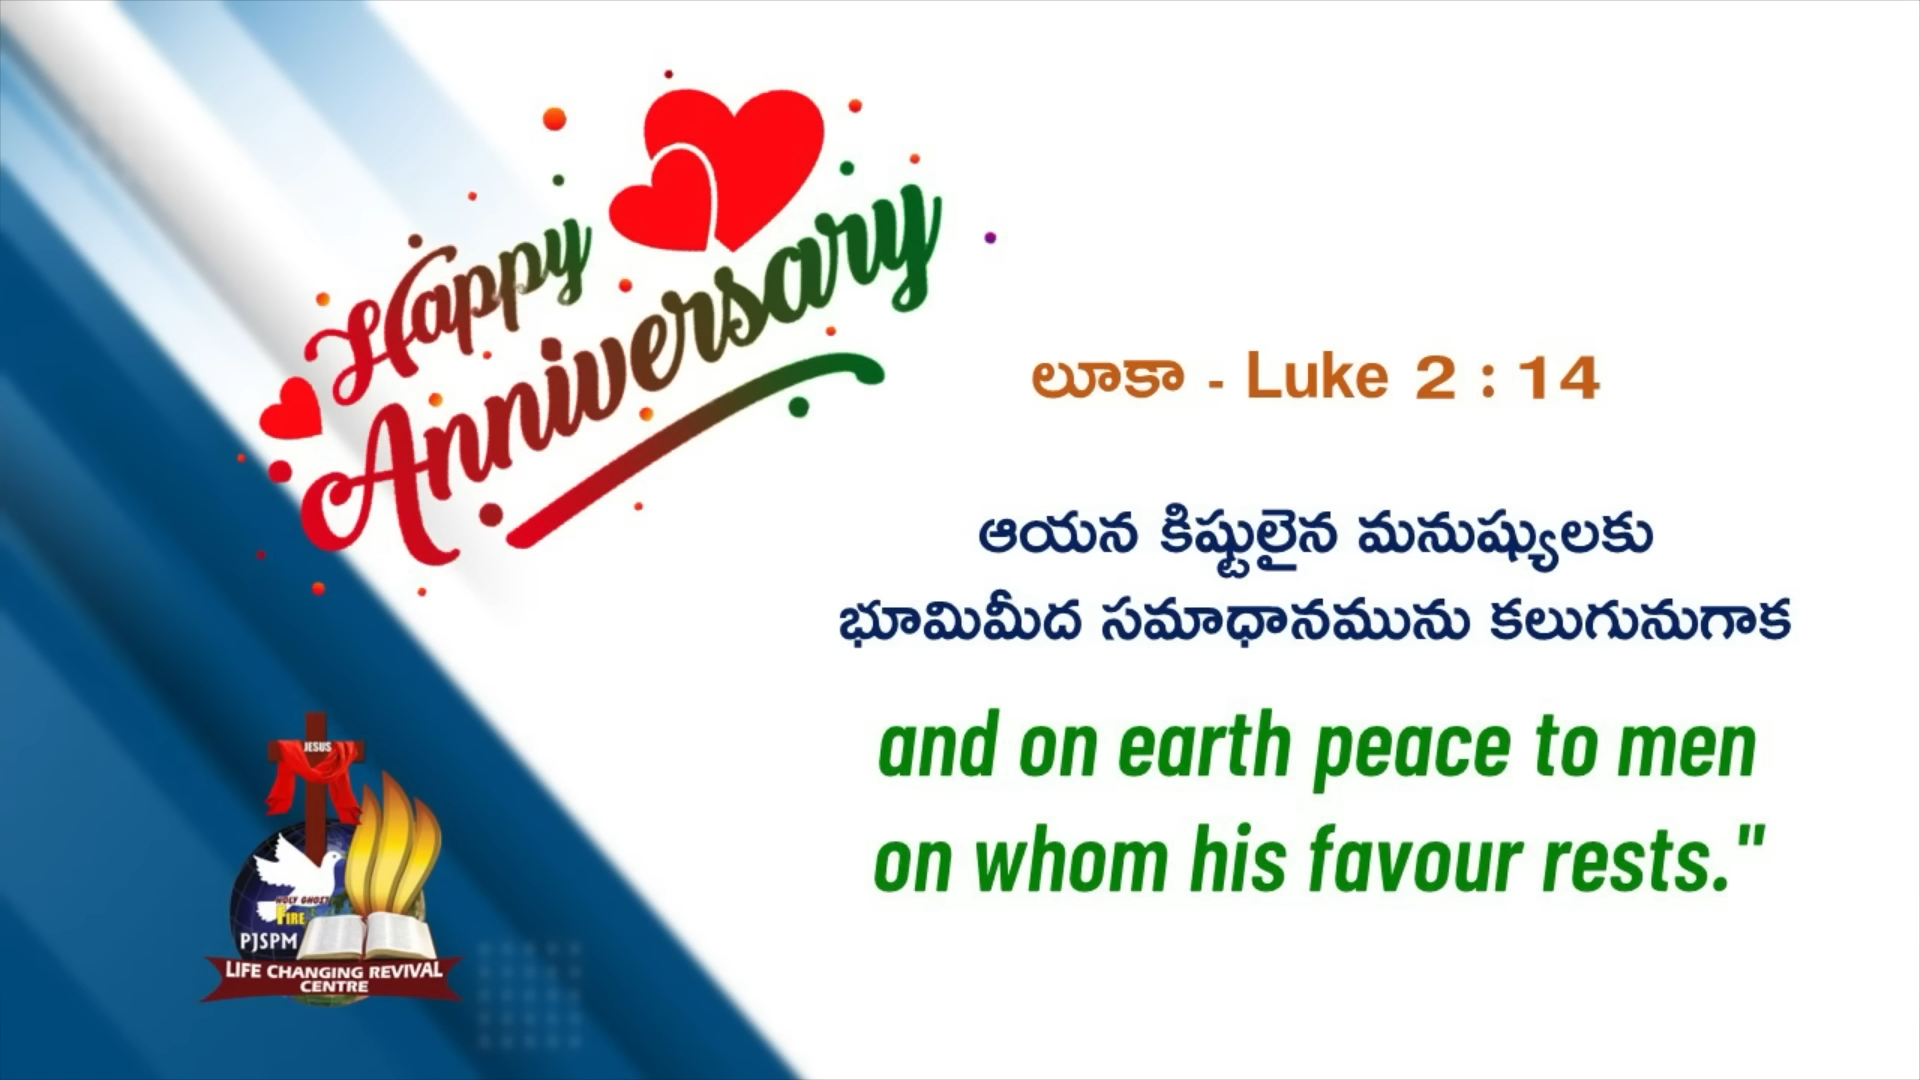 Happy
Anniversary
లూకా - Luke 2 : 14
ఆయన కిష్టులైన మనుష్యులకు
భూమిమీద సమాధానమును కలుగునుగాక
and on earth peace to men
on whom his favour rests."
JESUS
HOLY GHOST
FIRE
PJSPM
LIFE CHANGING REVIVAL
CENTRE